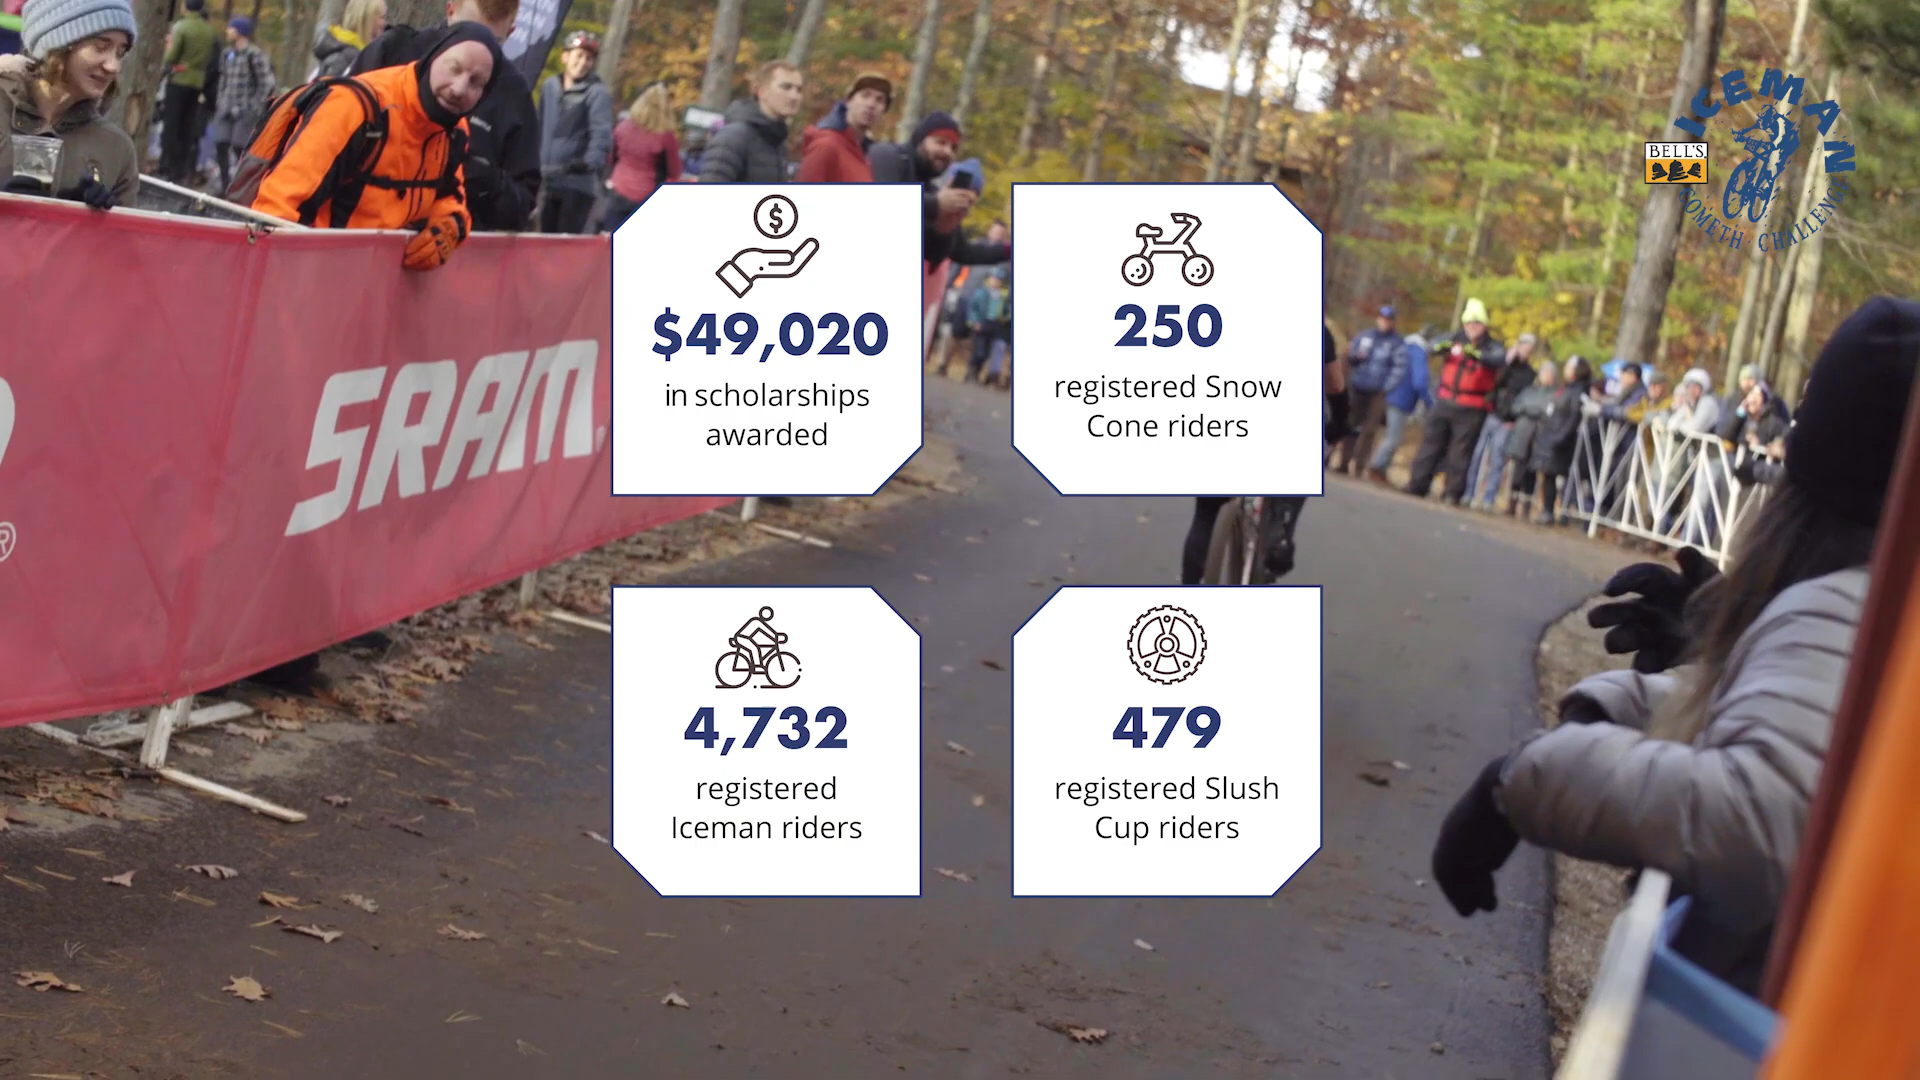 ICEMAN
BELL'S
COMETH · CHALLENGE
$49,020
in scholarships
awarded
250
registered Snow
Cone riders
SRAM
®
4,732
registered
Iceman riders
479
registered Slush
Cup riders